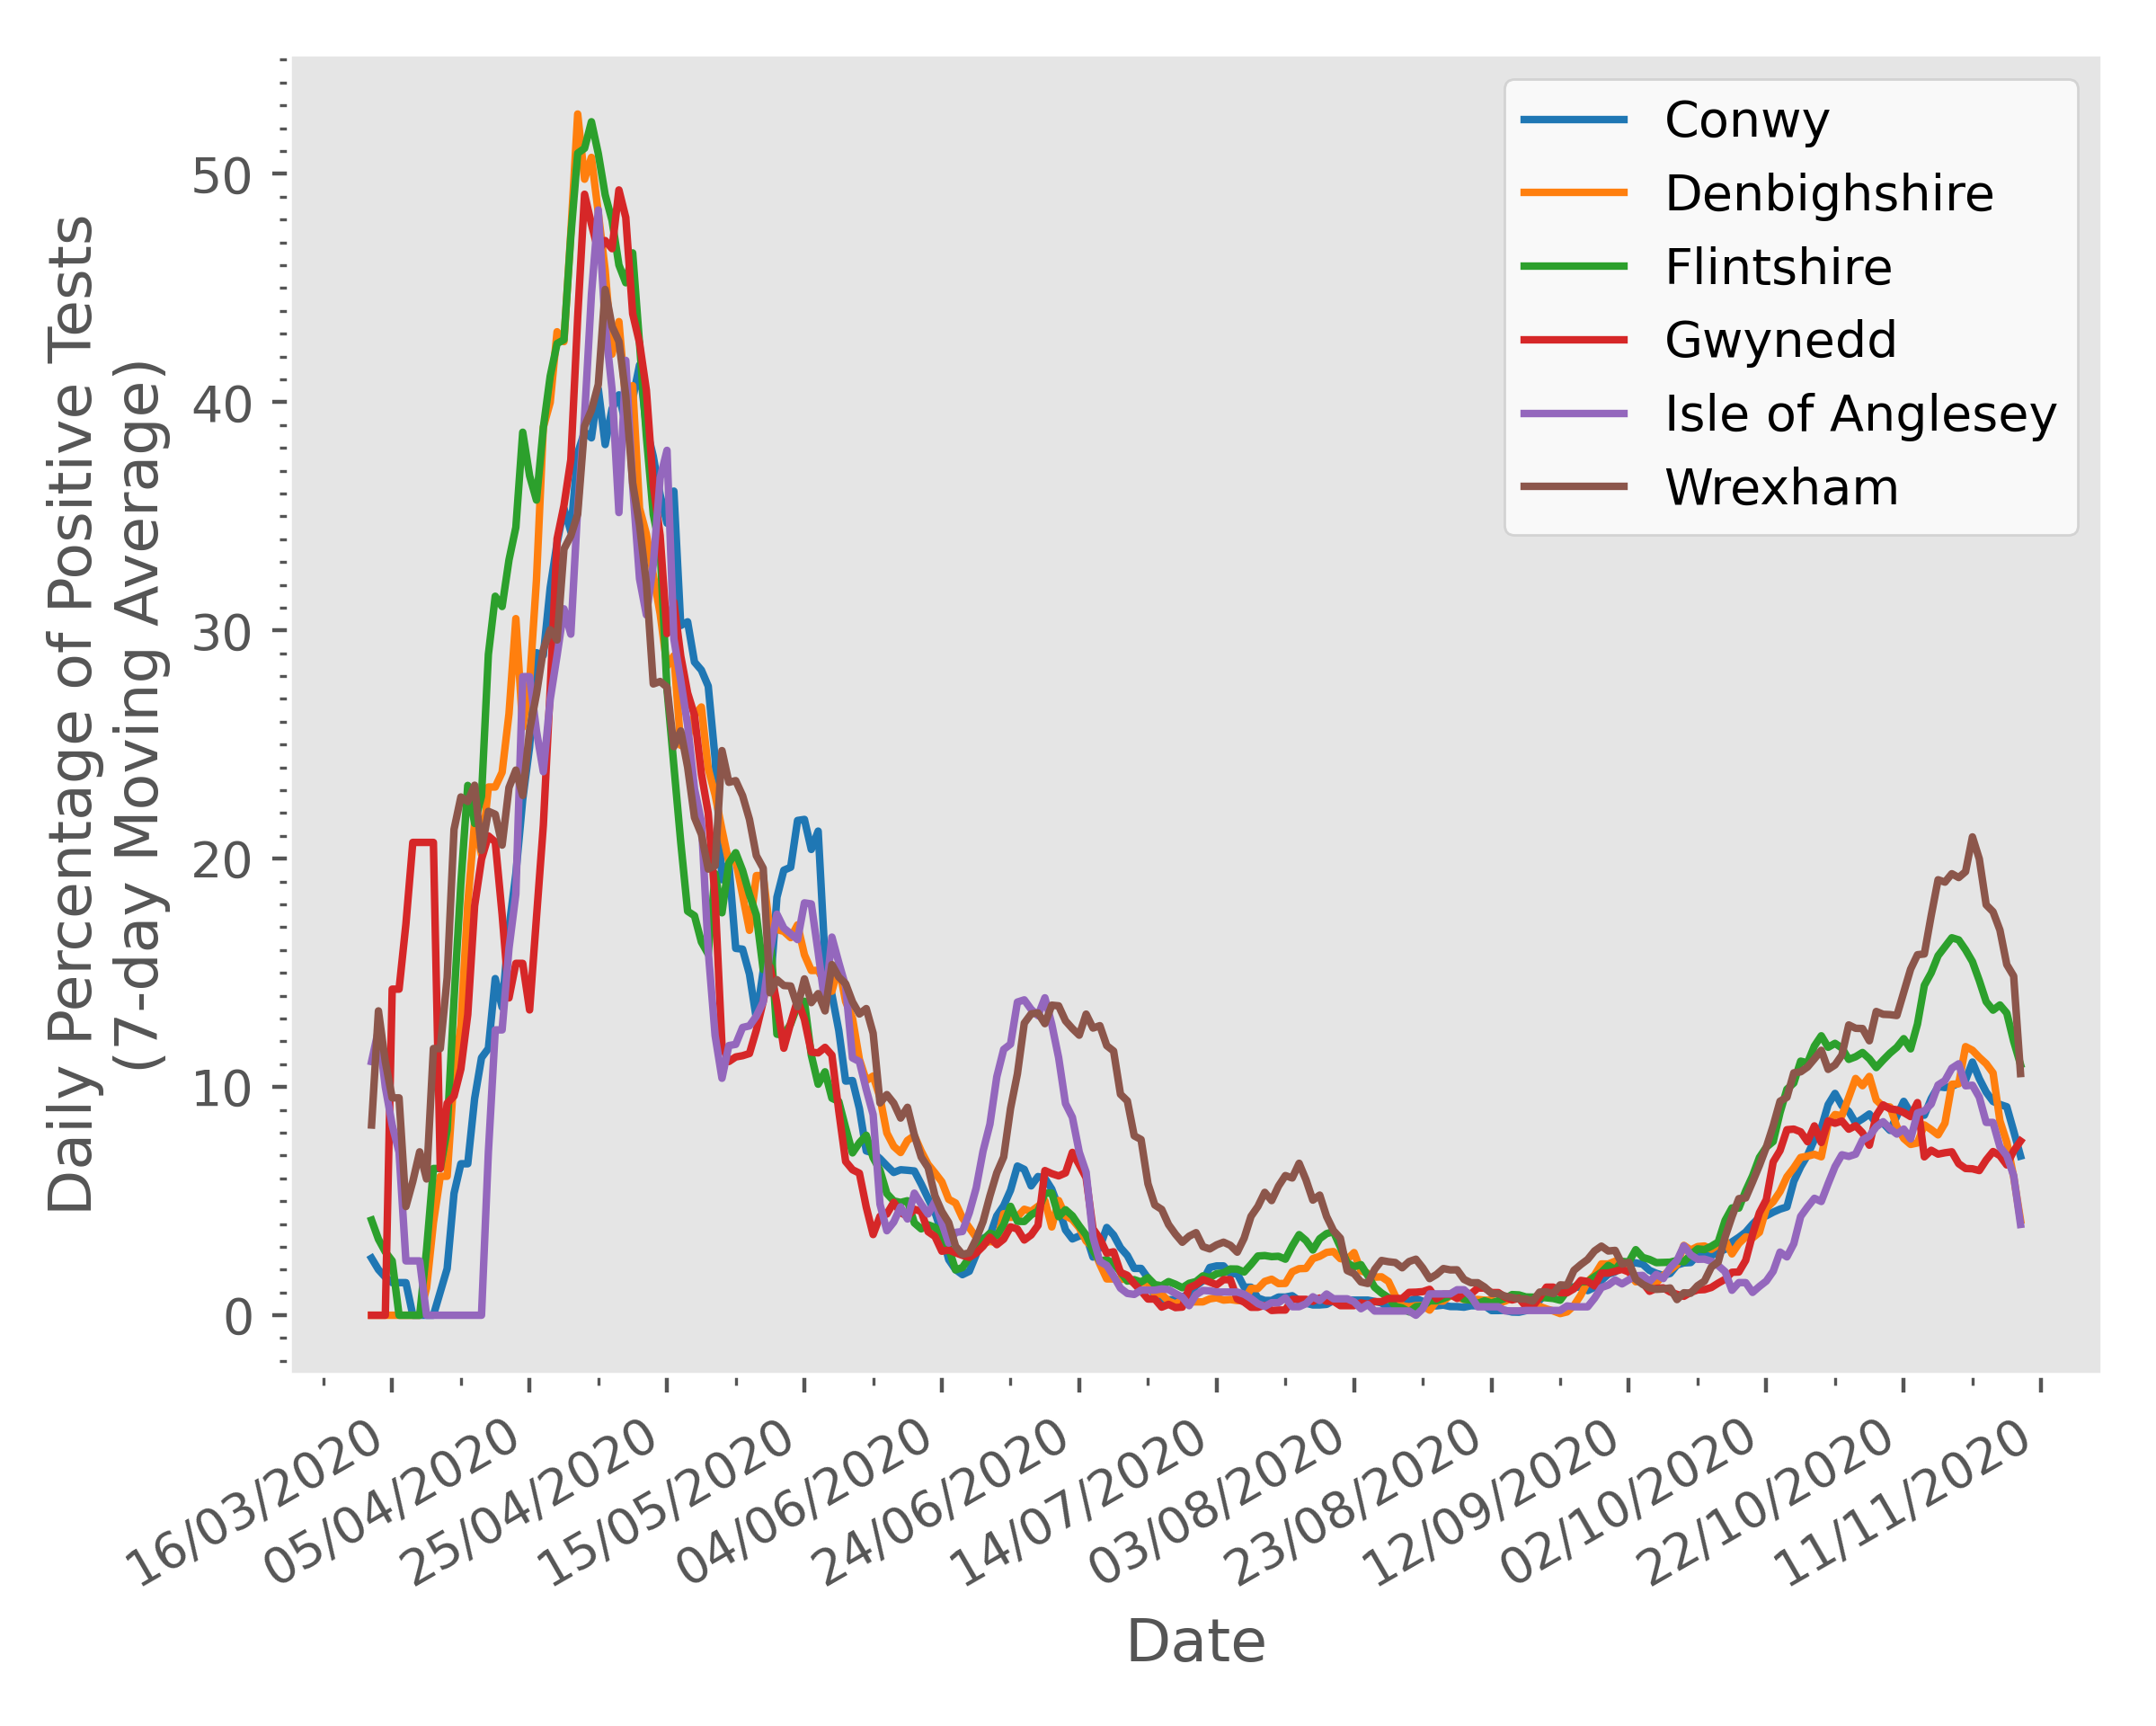 Daily Percentage of Positive Tests
(7-day Moving Average)
50
40
30
20
10
0
Conwy
Denbighshire
Flintshire
Gwynedd
Isle of Anglesey
Wrexham
16/03/2020
05/04/2020
25/04/2020
15/05/2020
04/06/2020
24/06/2020
14/07/2020
03/08/2020
23/08/2020
12/09/2020
02/10/2020
22/10/2020
11/11/2020
Date